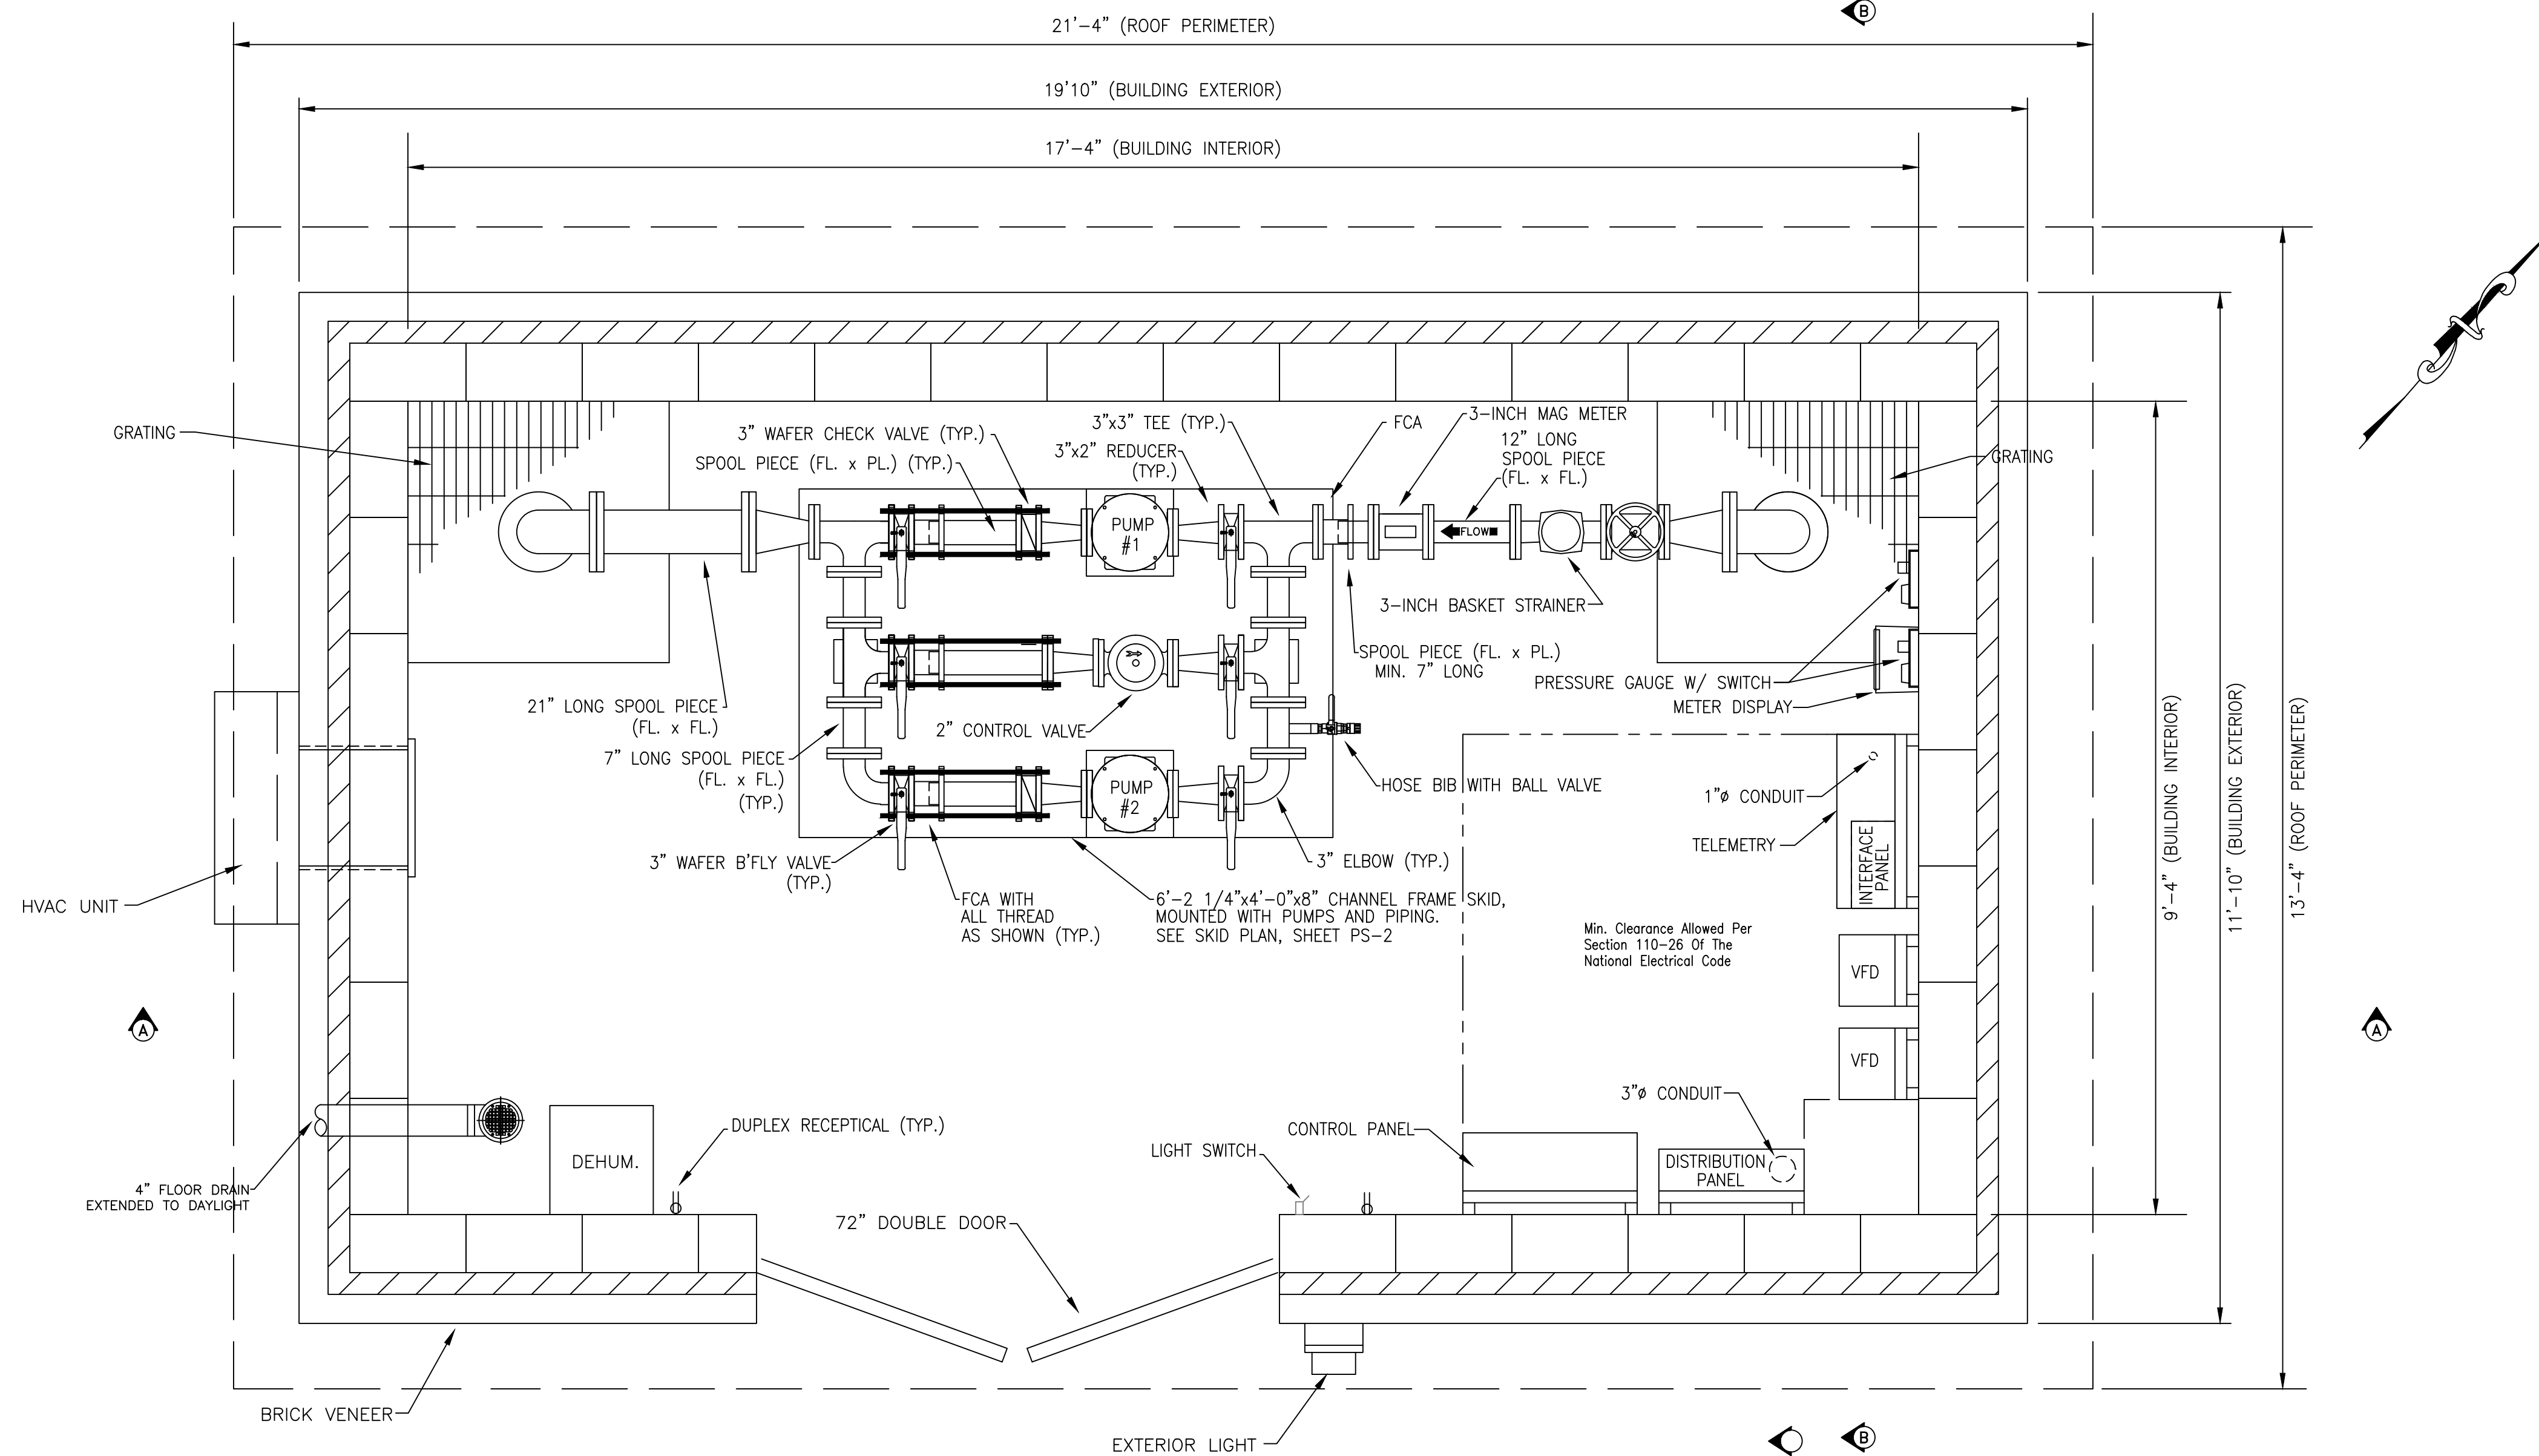 B
21'-4" (ROOF PERIMETER)
19'10" (BUILDING EXTERIOR)
17'-4" (BUILDING INTERIOR)
GRATING
3" WAFER CHECK VALVE (TYP.)
SPOOL PIECE (FL. x PL.) (TYP.)
3"x3" TEE (TYP.)
3"x2" REDUCER
(TYP.)
FCA
3-INCH MAG METER
12" LONG
SPOOL PIECE
(FL. x FL.)
GRATING
PUMP
#1
FLOW
3-INCH BASKET STRAINER
SPOOL PIECE (FL. x PL.)
MIN. 7" LONG
PRESSURE GAUGE W/ SWITCH
METER DISPLAY
21" LONG SPOOL PIECE
(FL. x FL.)
7" LONG SPOOL PIECE
(FL. x FL.)
(TYP.)
2" CONTROL VALVE
HOSE BIB WITH BALL VALVE
PUMP
#2
1"ø CONDUIT
TELEMETRY
INTERFACE
PANEL
9'-4" (BUILDING INTERIOR)
11'-10" (BUILDING EXTERIOR)
13'-4" (ROOF PERIMETER)
3" WAFER B'FLY VALVE
(TYP.)
3" ELBOW (TYP.)
HVAC UNIT
FCA WITH
ALL THREAD
AS SHOWN (TYP.)
6'-2 1/4"x4'-0"x8" CHANNEL FRAME SKID,
MOUNTED WITH PUMPS AND PIPING.
SEE SKID PLAN, SHEET PS-2
Min. Clearance Allowed Per
Section 110-26 Of The
National Electrical Code
VFD
A
A
VFD
3"ø CONDUIT
DUPLEX RECEPTICAL (TYP.)
CONTROL PANEL
LIGHT SWITCH
DEHUM.
DISTRIBUTION
PANEL
4" FLOOR DRAIN
EXTENDED TO DAYLIGHT
72" DOUBLE DOOR
BRICK VENEER
EXTERIOR LIGHT
B